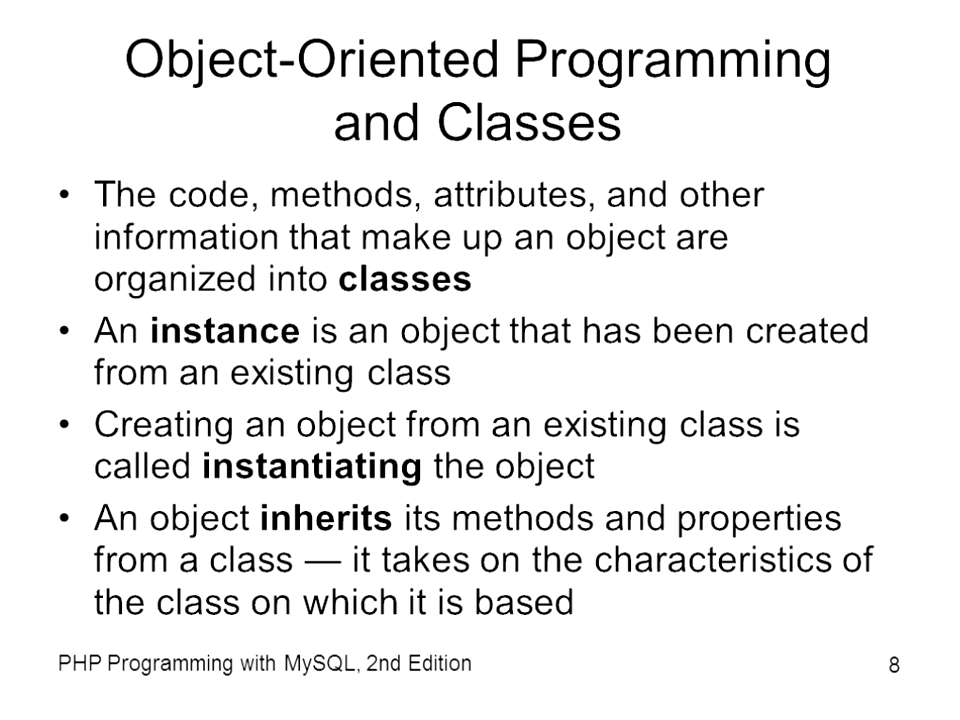 Object-Oriented Programming
and Classes
• The code, methods, attributes, and other
information that make up an object are
organized into classes
• An instance is an object that has been created
from an existing class
• Creating an object from an existing class is
called instantiating the object
• An object inherits its methods and properties
from a class — it takes on the characteristics of
the class on which it is based
PHP Programming with MySQL, 2nd Edition
8